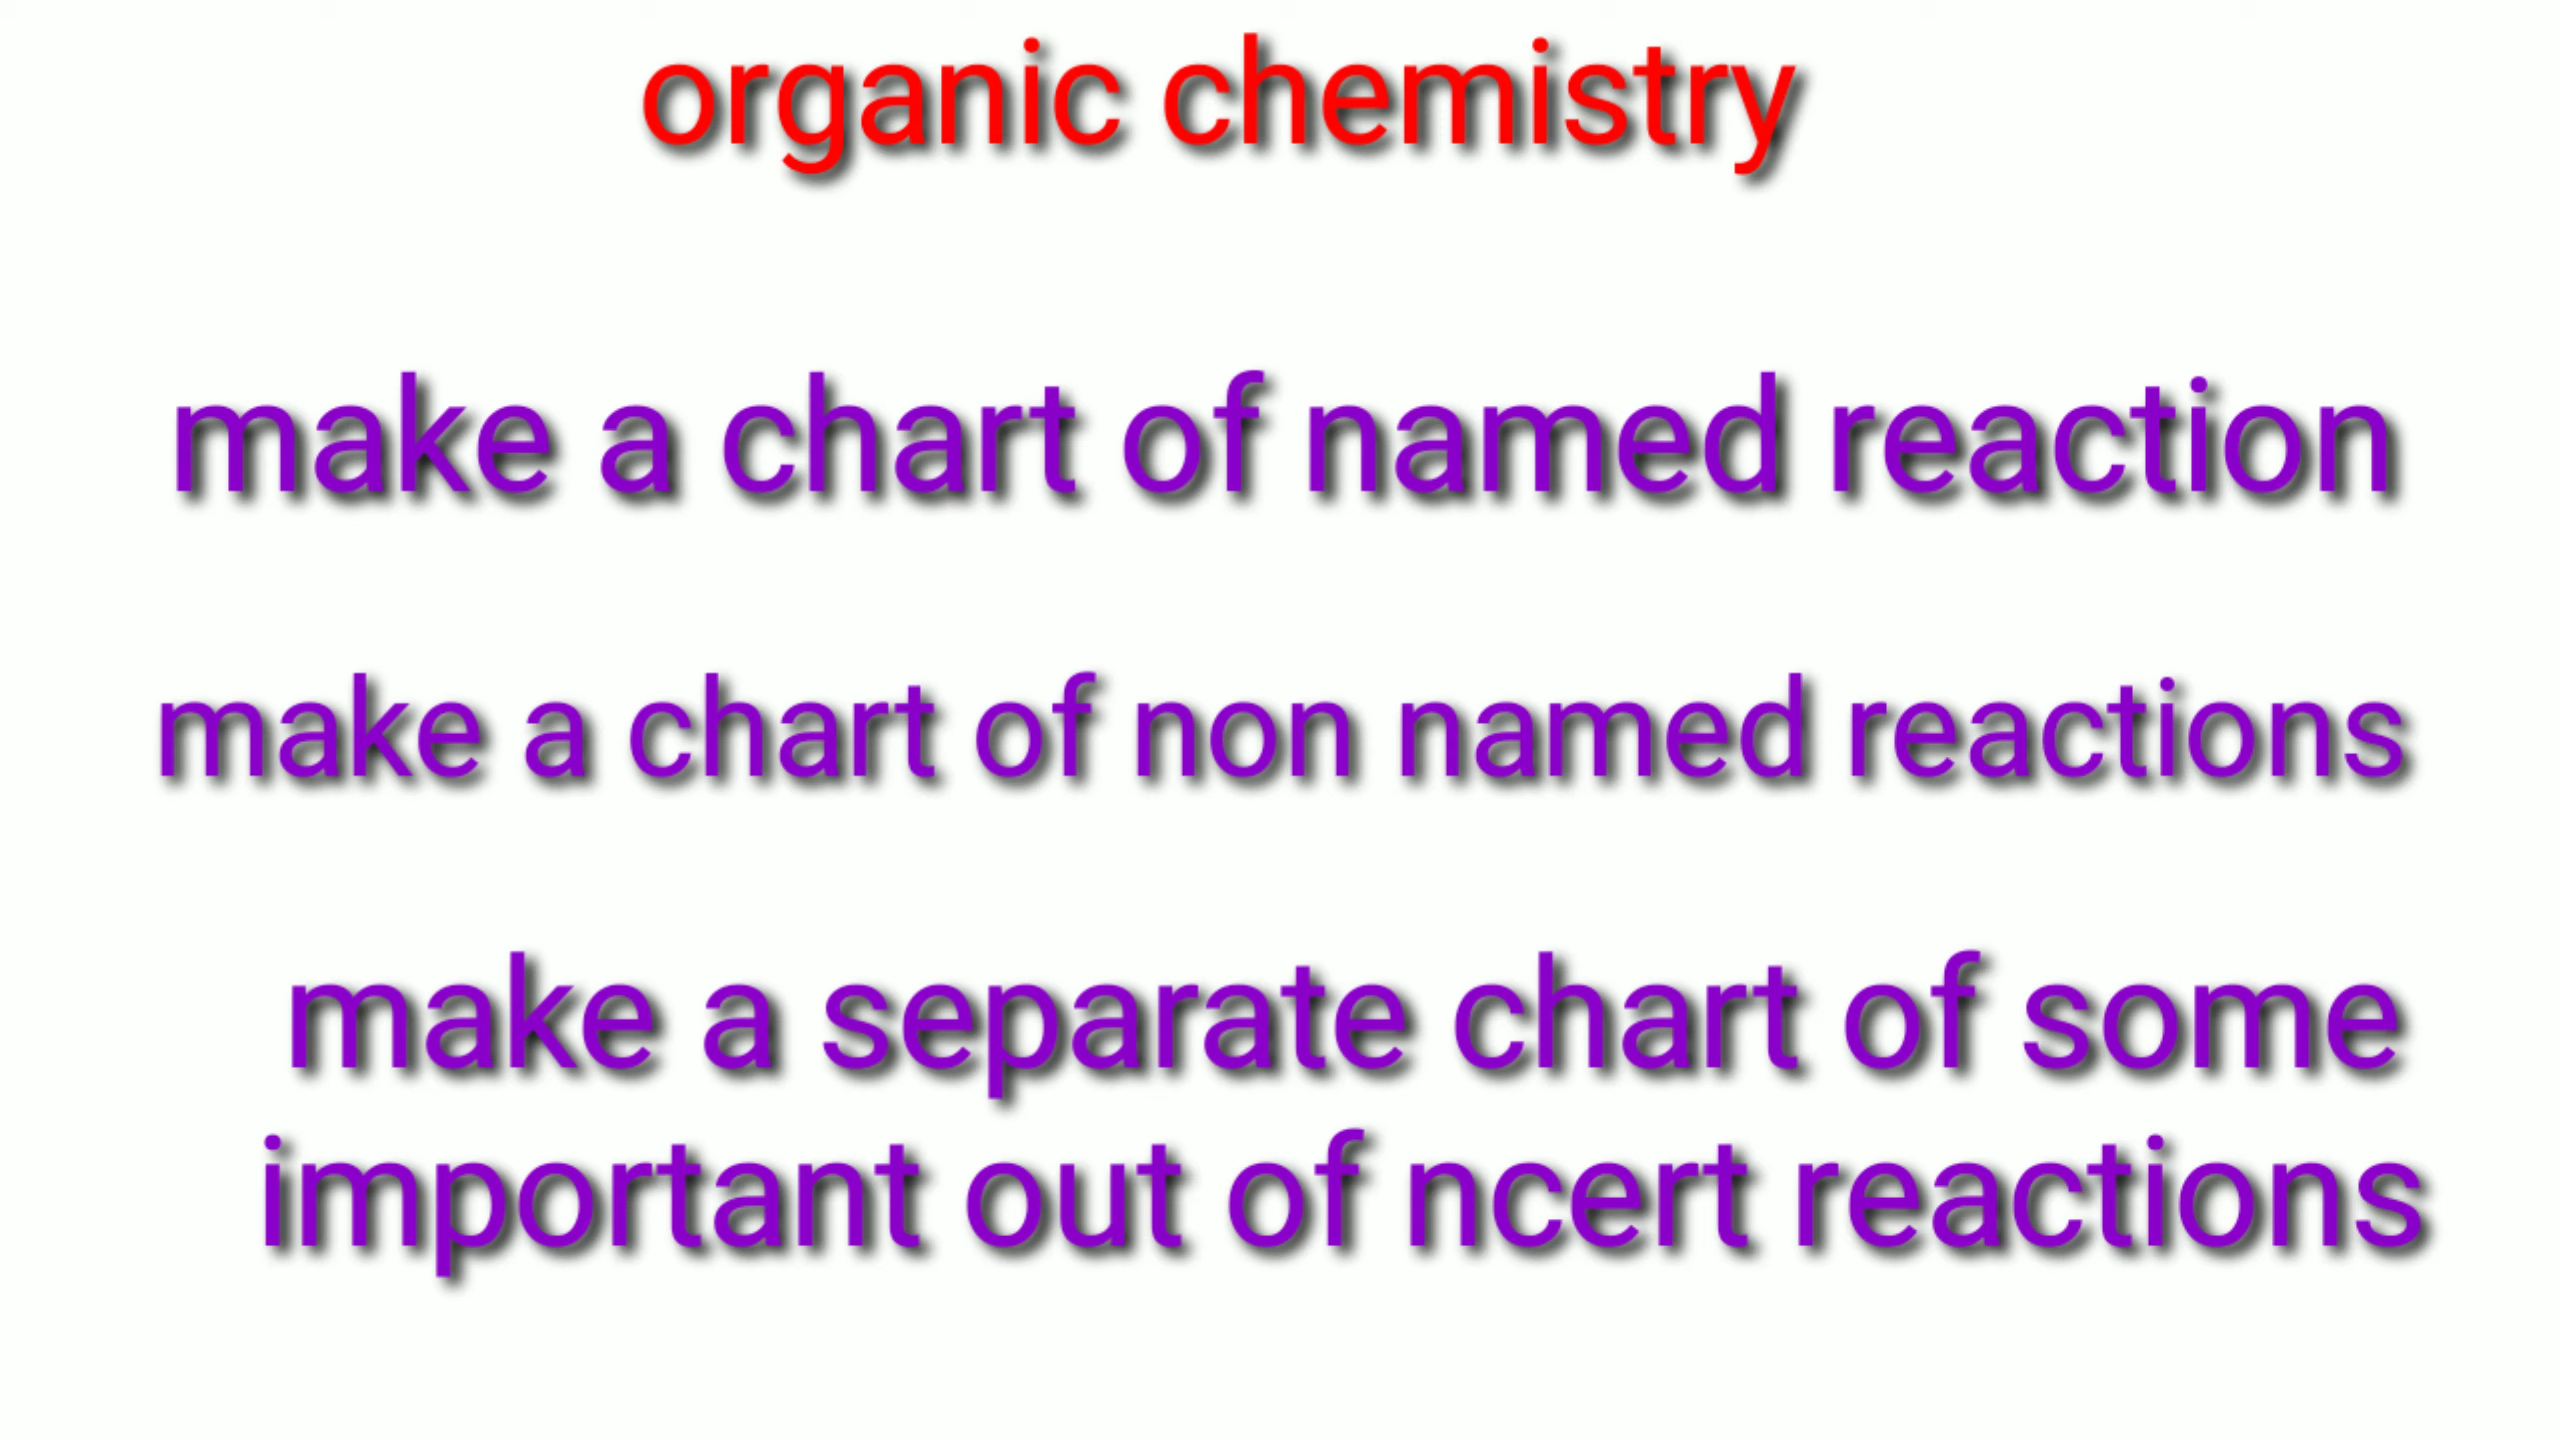 organic chemistry
make a chart of named reaction
make a chart of non named reactions
make a separate chart of some
important out of ncert reactions